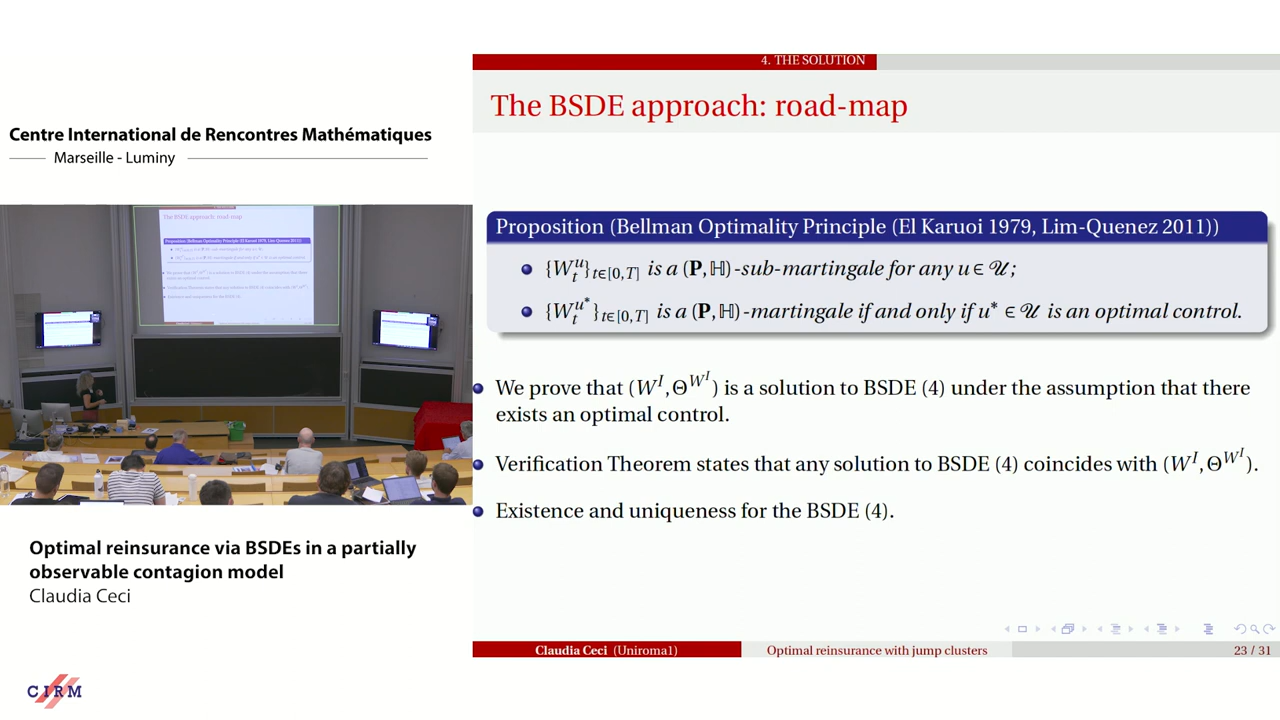 Centre International de Rencontres Mathématiques
Marseille - Luminy
4. THE SOLUTION
The BSDE approach: road-map
Proposition (Bellman Optimality Principle (El Karuoi 1979, Lim-Quenez 2011))
{W_t^u}_{t∈[0,T]} is a (P,ℍ)-sub-martingale for any u∈𝒰;
{W_t^{u*}}_{t∈[0,T]} is a (P,ℍ)-martingale if and only if u* ∈𝒰 is an optimal control.
We prove that (W^I,Θ^{W^I}) is a solution to BSDE (4) under the assumption that there
exists an optimal control.
Verification Theorem states that any solution to BSDE (4) coincides with (W^I,Θ^{W^I}).
Existence and uniqueness for the BSDE (4).
Optimal reinsurance via BSDEs in a partially
observable contagion model
Claudia Ceci
Claudia Ceci (Uniroma1)
Optimal reinsurance with jump clusters
23 / 31
CIRM